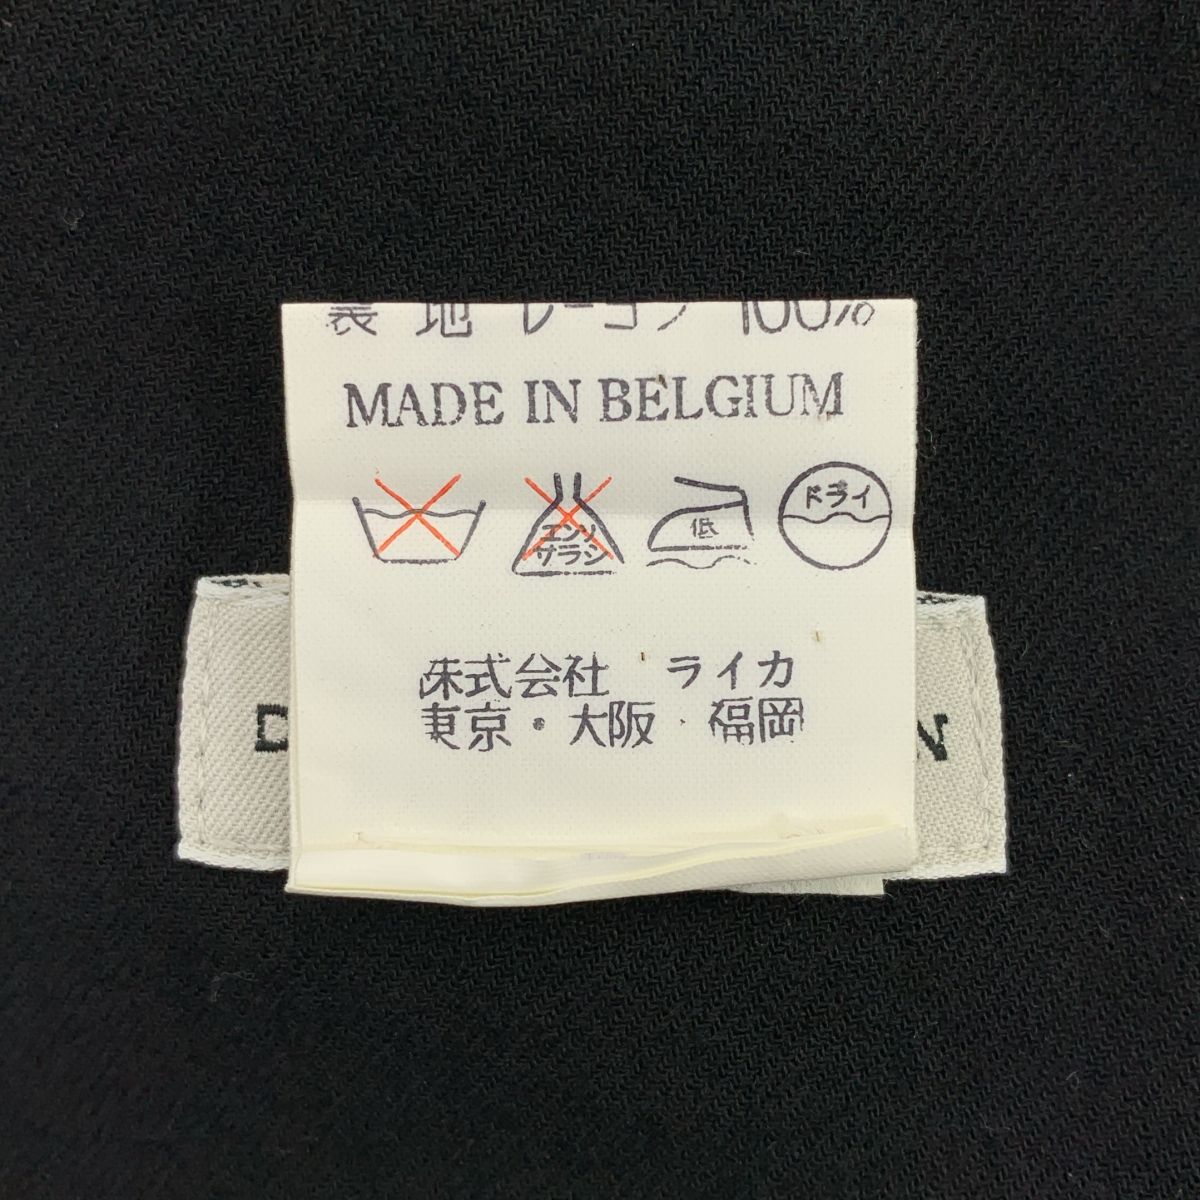 裏地 レーヨン 100%
MADE IN BELGIUM
エンソサラシ 低 ドライ
株式会社 ライカ
東京・大阪・福岡
D N